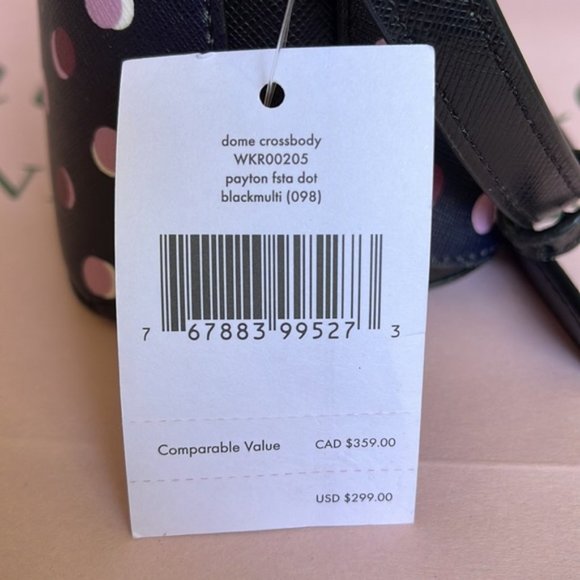 dome crossbody
WKR00205
payton fsta dot
blackmulti (098)
7 67883 99527 3
Comparable Value CAD $359.00
USD $299.00